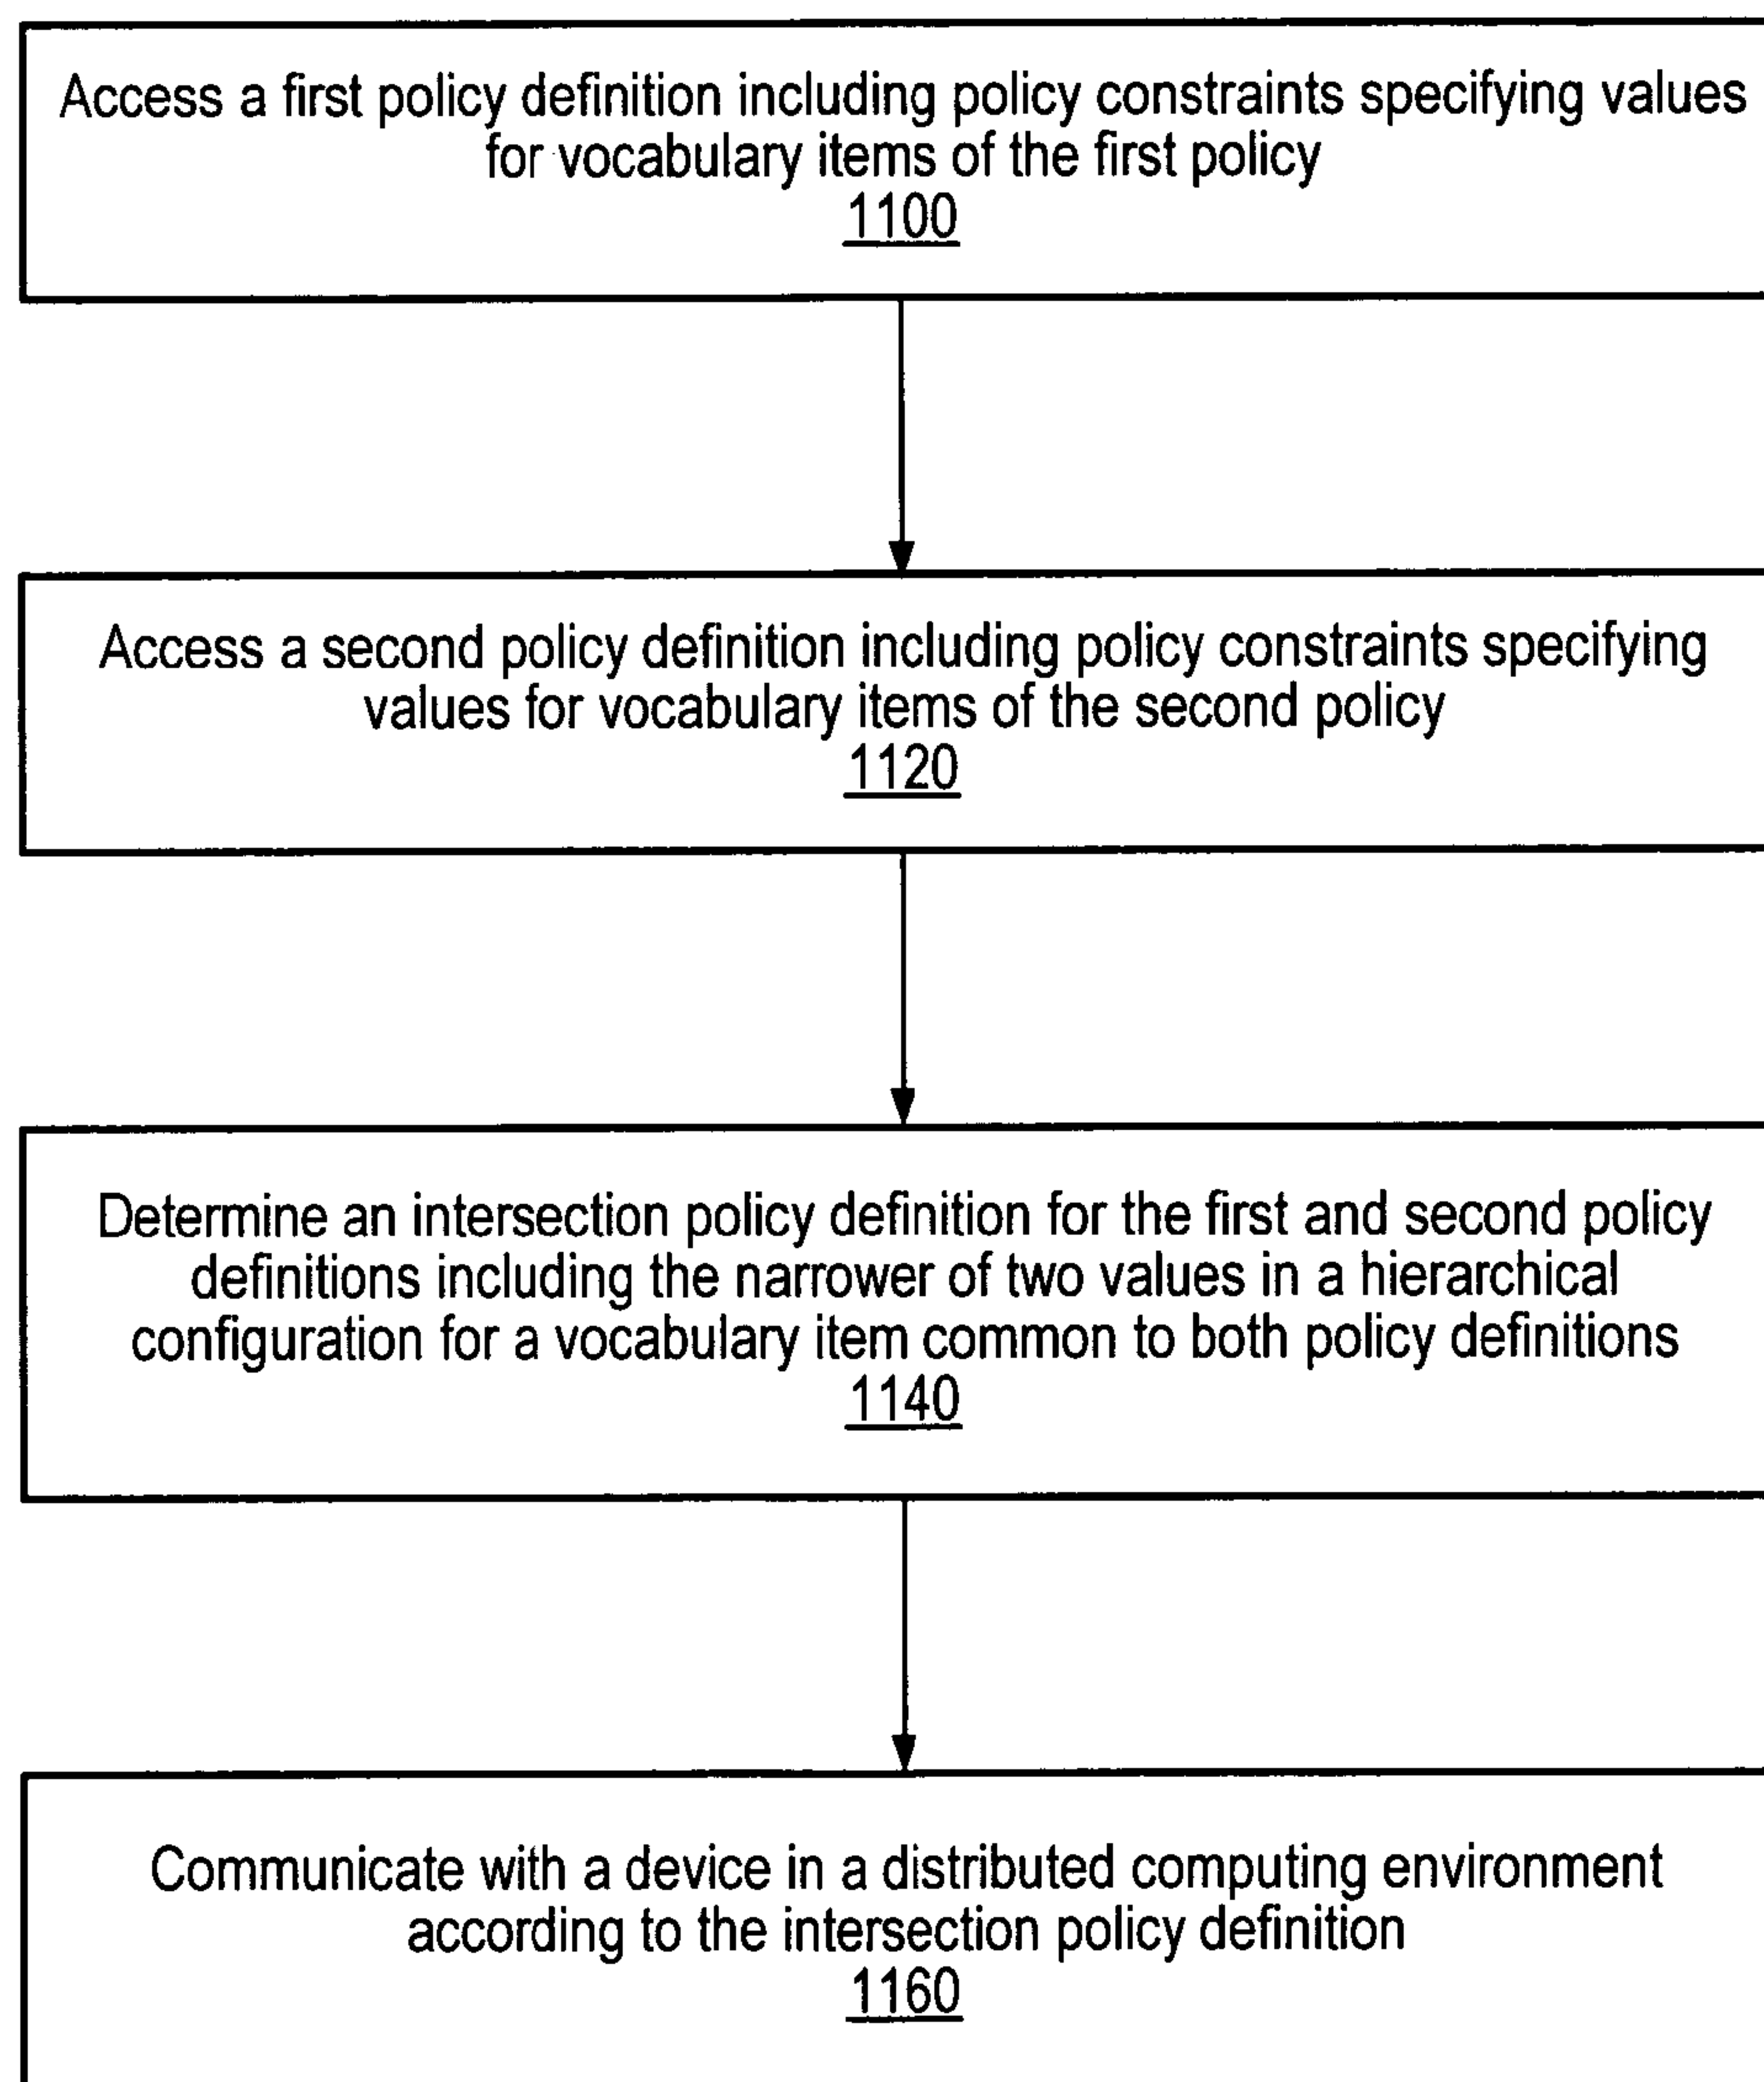 Access a first policy definition including policy constraints specifying values
for vocabulary items of the first policy
1100
Access a second policy definition including policy constraints specifying
values for vocabulary items of the second policy
1120
Determine an intersection policy definition for the first and second policy
definitions including the narrower of two values in a hierarchical
configuration for a vocabulary item common to both policy definitions
1140
Communicate with a device in a distributed computing environment
according to the intersection policy definition
1160